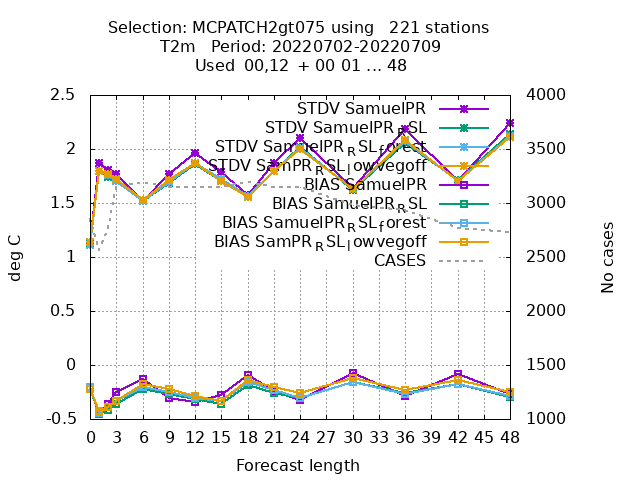 Selection: MCPATCH2gt075 using   221 stations
T2m   Period: 20220702-20220709
Used  00,12  + 00 01 ... 48
2.5
2
1.5
1
0.5
0
-0.5
4000
3500
3000
2500
2000
1500
1000
deg C
No cases
STDV SamuelPR
STDV SamuelPR_RSL
STDV SamuelPR_RSL_forest
STDV SamPR_RSL_lowvegoff
BIAS SamuelPR
BIAS SamuelPR_RSL
BIAS SamuelPR_RSL_forest
BIAS SamPR_RSL_lowvegoff
CASES
0 3 6 9 12 15 18 21 24 27 30 33 36 39 42 45 48
Forecast length